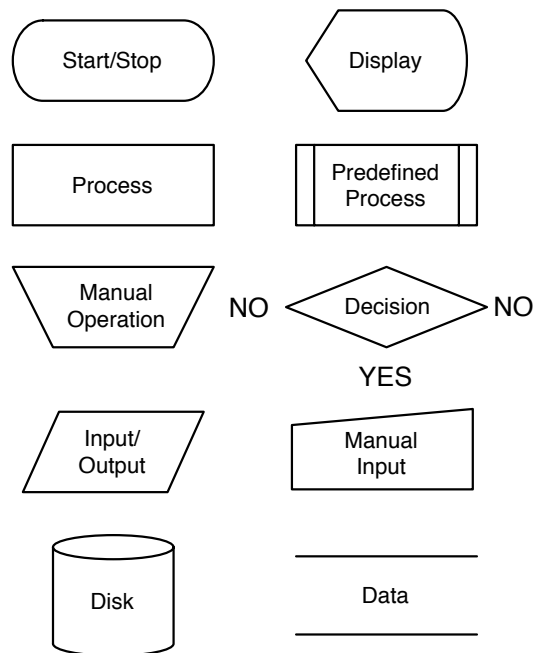 Start/Stop
Display
Process
Predefined
Process
Manual
Operation
NO
Decision
NO
YES
Input/
Output
Manual
Input
Disk
Data